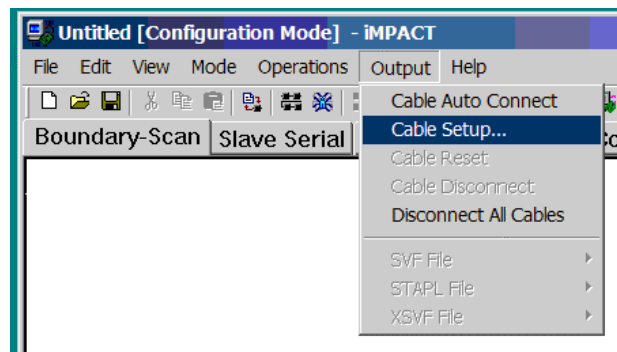 Untitled [Configuration Mode] - iMPACT
File Edit View Mode Operations Output Help
Boundary-Scan Slave Serial
Cable Auto Connect
Cable Setup...
Cable Reset
Cable Disconnect
Disconnect All Cables
SVF File
STAPL File
XSVF File